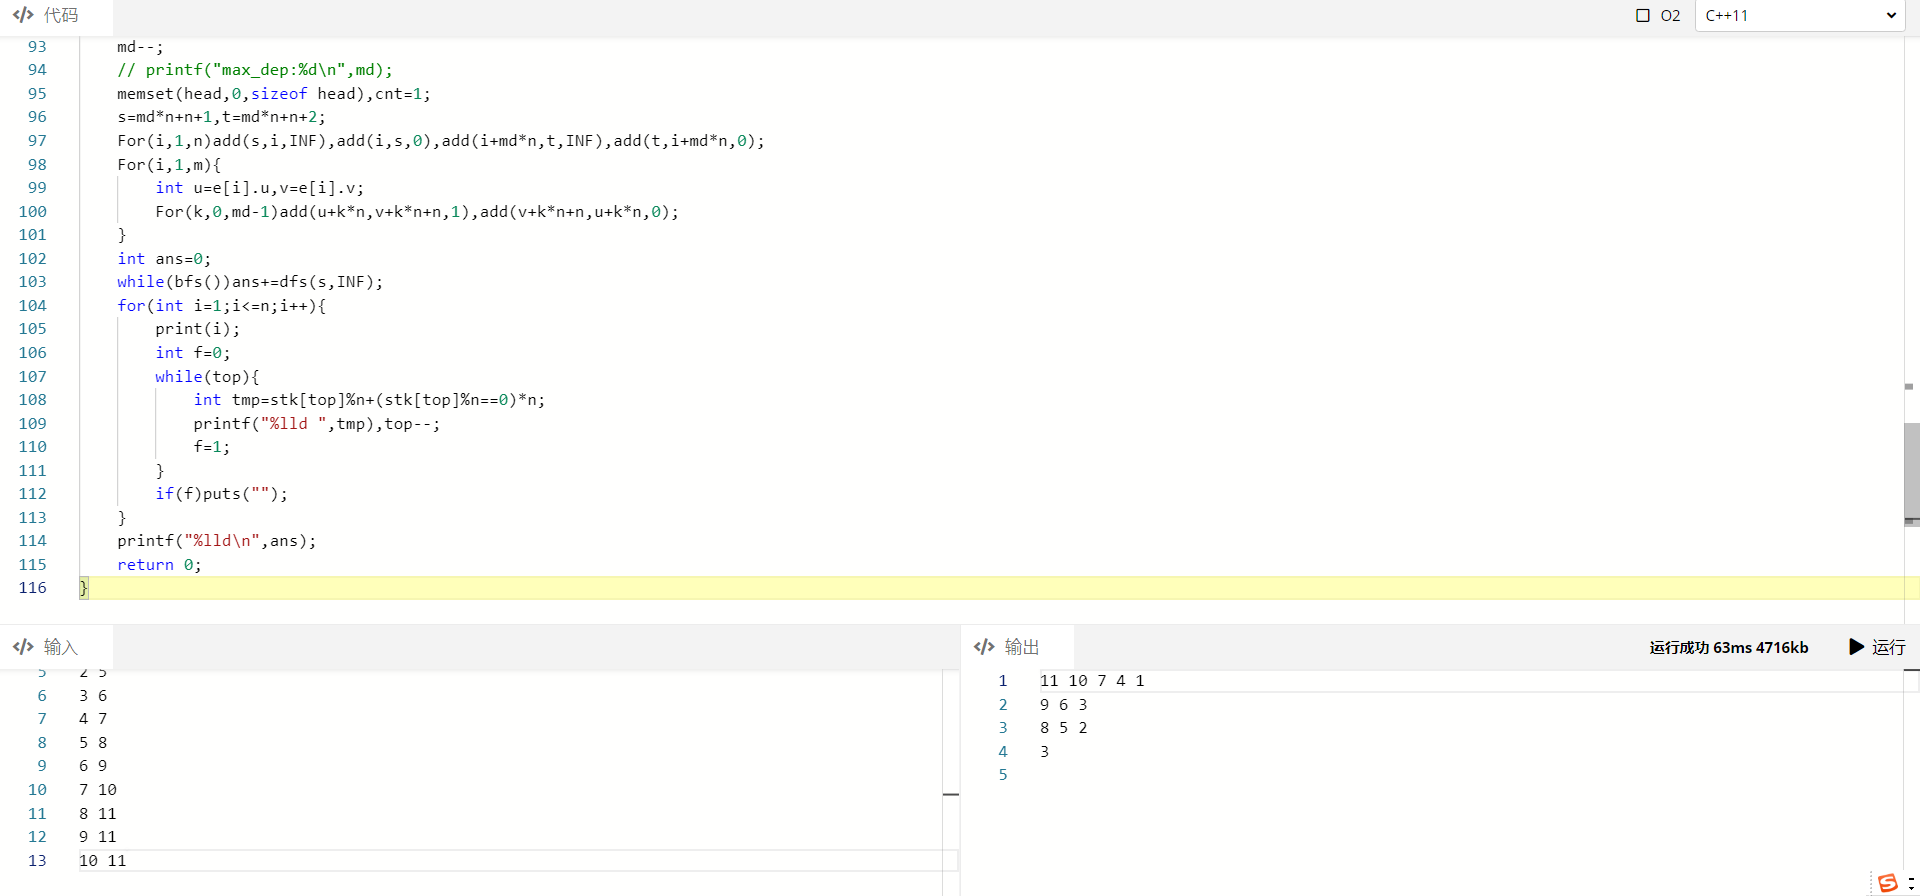 </> 代码
O2
C++11
93 md--;
94 // printf("max_dep:%d\n",md);
95 memset(head,0,sizeof head),cnt=1;
96 s=md*n+n+1,t=md*n+n+2;
97 For(i,1,n)add(s,i,INF),add(i,s,0),add(i+md*n,t,INF),add(t,i+md*n,0);
98 For(i,1,m){
99 int u=e[i].u,v=e[i].v;
100 For(k,0,md-1)add(u+k*n,v+k*n+n,1),add(v+k*n+n,u+k*n,0);
101 }
102 int ans=0;
103 while(bfs())ans+=dfs(s,INF);
104 for(int i=1;i<=n;i++){
105 print(i);
106 int f=0;
107 while(top){
108 int tmp=stk[top]%n+(stk[top]%n==0)*n;
109 printf("%lld ",tmp),top--;
110 f=1;
111 }
112 if(f)puts("");
113 }
114 printf("%lld\n",ans);
115 return 0;
116 }
</> 输入
5 2 5
6 3 6
7 4 7
8 5 8
9 6 9
10 7 10
11 8 11
12 9 11
13 10 11
</> 输出
运行成功 63ms 4716kb
运行
1 11 10 7 4 1
2 9 6 3
3 8 5 2
4 3
5